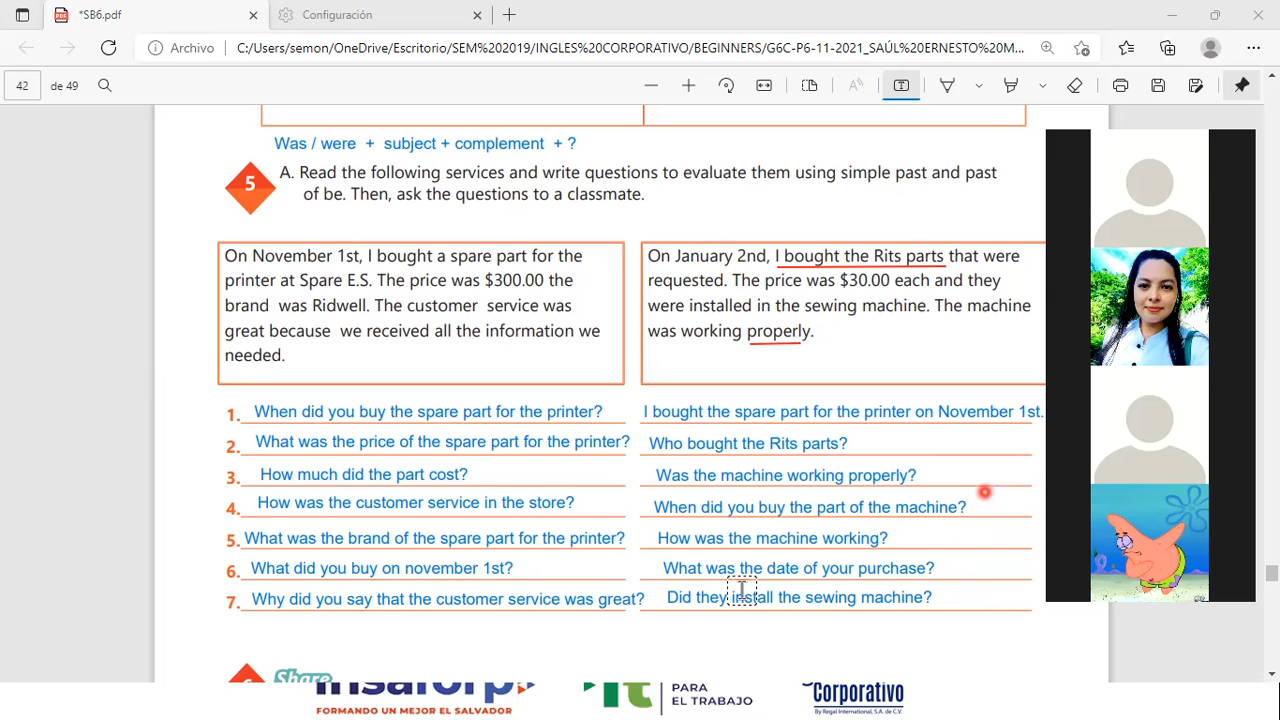 *SB6.pdf
Configuración
Archivo
C:/Users/semon/OneDrive/Escritorio/SEM%202019/INGLES%20CORPORATIVO/BEGINNERS/G6C-P6-11-2021_SAÚL%20ERNESTO%20M...
42 de 49
Was / were + subject + complement + ?
5
A. Read the following services and write questions to evaluate them using simple past and past
of be. Then, ask the questions to a classmate.
On November 1st, I bought a spare part for the
printer at Spare E.S. The price was $300.00 the
brand was Ridwell. The customer service was
great because we received all the information we
needed.
On January 2nd, I bought the Rits parts that were
requested. The price was $30.00 each and they
were installed in the sewing machine. The machine
was working properly.
1. When did you buy the spare part for the printer?
2. What was the price of the spare part for the printer?
3. How much did the part cost?
4. How was the customer service in the store?
5. What was the brand of the spare part for the printer?
6. What did you buy on november 1st?
7. Why did you say that the customer service was great?
I bought the spare part for the printer on November 1st.
Who bought the Rits parts?
Was the machine working properly?
When did you buy the part of the machine?
How was the machine working?
What was the date of your purchase?
Did they install the sewing machine?
Share
PARA
EL TRABAJO
FORMANDO UN MEJOR EL SALVADOR
Corporativo
By Regal International, S.A. de C.V.